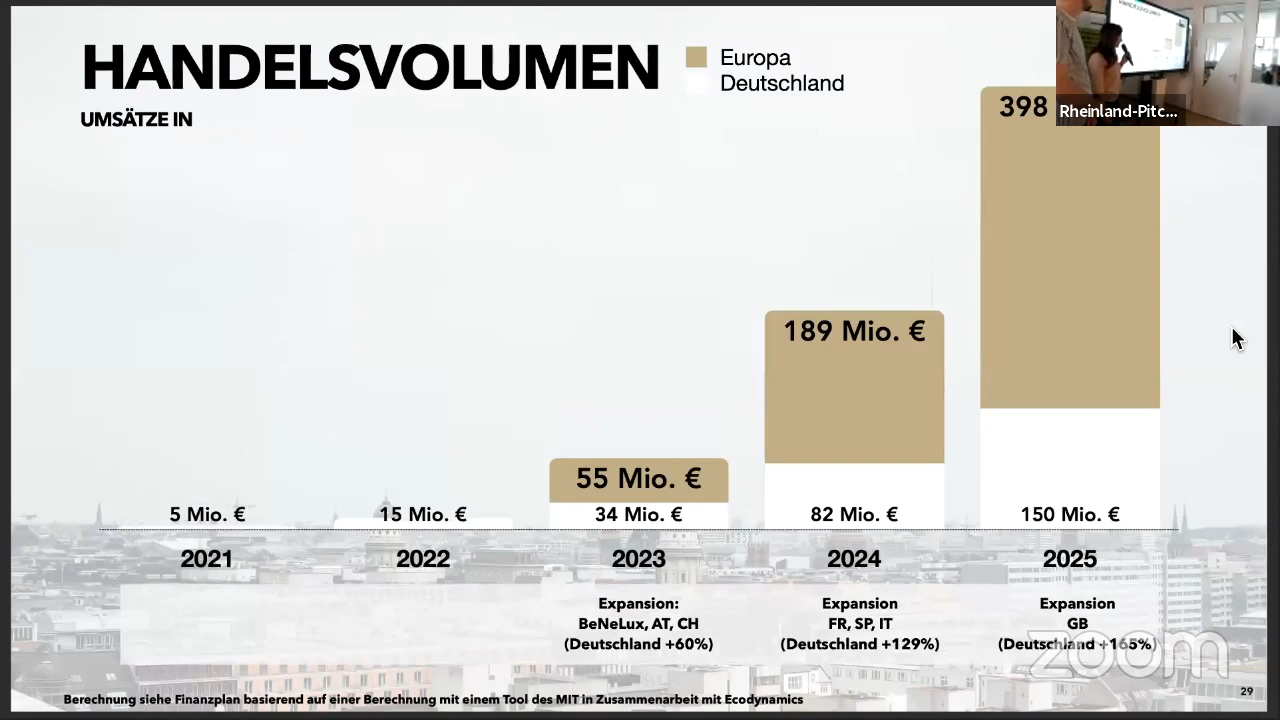 HANDELSVOLUMEN
UMSÄTZE IN
Europa
Deutschland
Rheinland-Pitc...
398
189 Mio. €
55 Mio. €
5 Mio. €
15 Mio. €
34 Mio. €
82 Mio. €
150 Mio. €
2021
2022
2023
2024
2025
Expansion:
BeNeLux, AT, CH
(Deutschland +60%)
Expansion
FR, SP, IT
(Deutschland +129%)
Expansion
GB
(Deutschland +165%)
zoom
Berechnung siehe Finanzplan basierend auf einer Berechnung mit einem Tool des MIT in Zusammenarbeit mit Ecodynamics
29